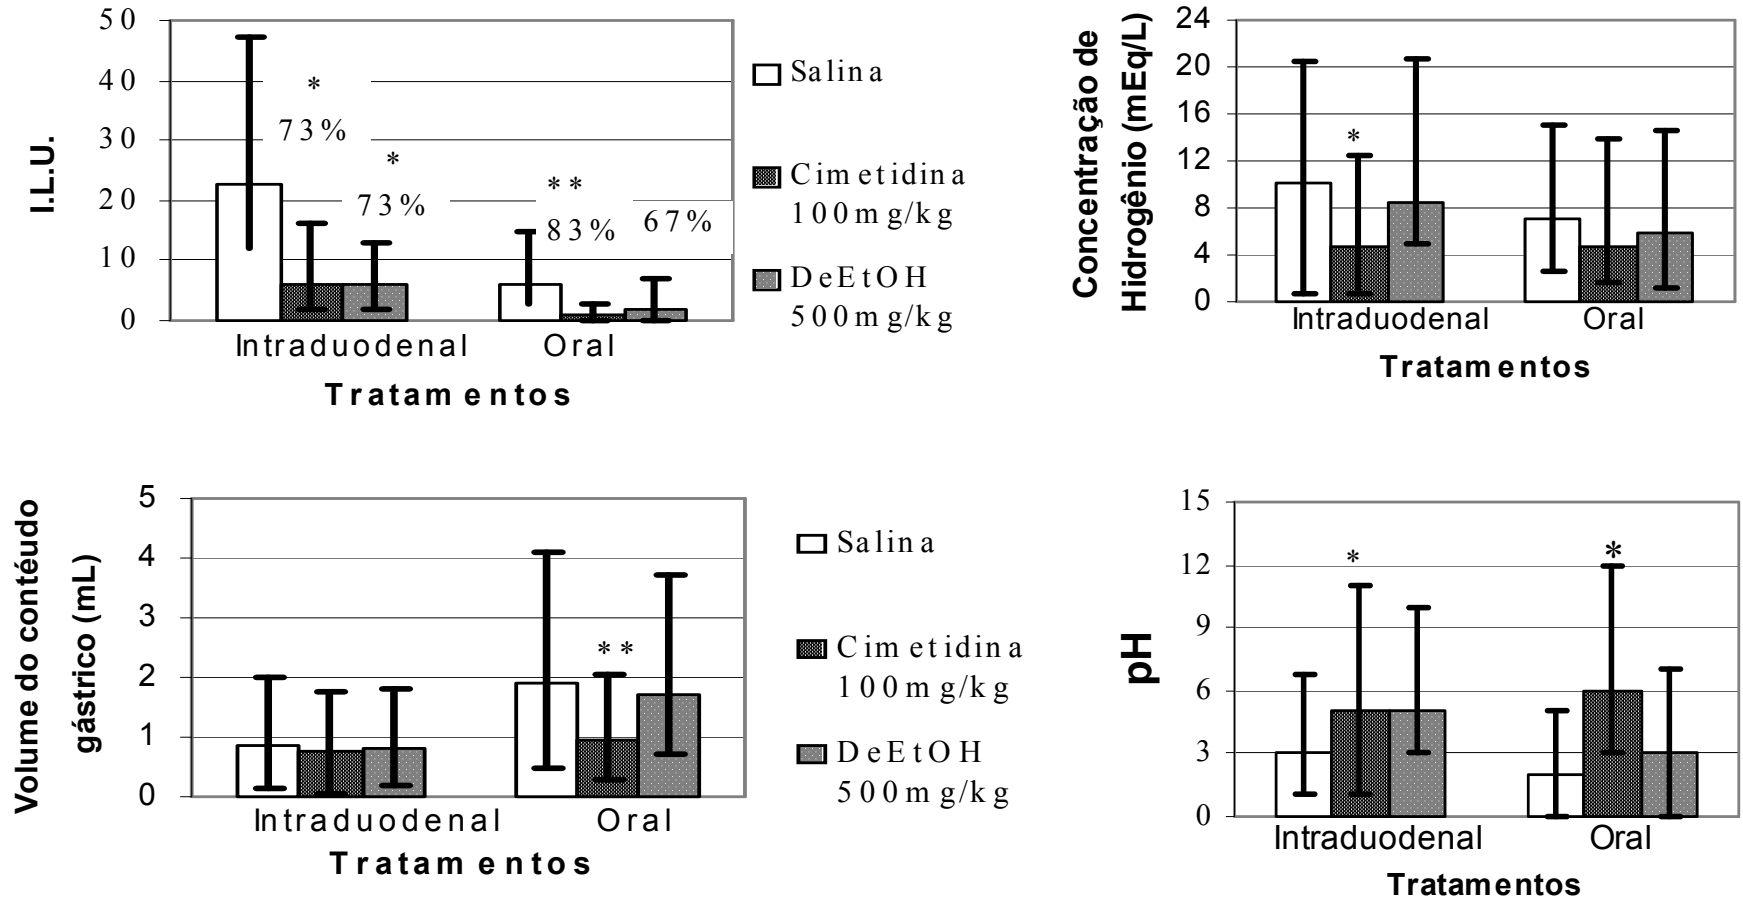 I.L.U.
50
40
30
20
10
0
*
73%
*
73%
**
83%
67%
Intraduodenal Oral
Tratamentos
Salina
Cimetidina
100mg/kg
DeEtOH
500mg/kg
Concentração de
Hidrogênio (mEq/L)
24
20
16
12
8
4
0
*
Intraduodenal Oral
Tratamentos
Volume do contéudo
gástrico (mL)
5
4
3
2
1
0
**
Intraduodenal Oral
Tratamentos
Salina
Cimetidina
100mg/kg
DeEtOH
500mg/kg
pH
15
12
9
6
3
0
*
*
Intraduodenal Oral
Tratamentos